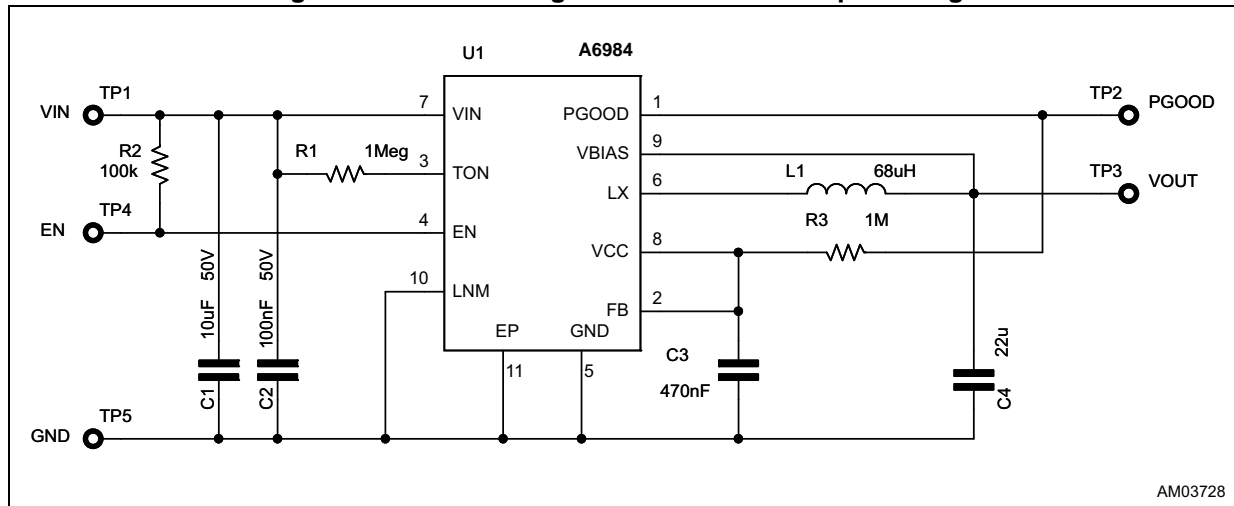 U1
A6984
VIN
TP1
7
VIN
PGOOD
1
TP2
PGOOD
R2
100k
R1
1Meg
3
TON
VBIAS
9
LX
6
L1
68uH
TP3
VOUT
EN
TP4
4
EN
R3
1M
VCC
8
10
LNM
FB
2
EP
GND
11
5
10uF 50V
C1
100nF 50V
C2
C3
470nF
22u
C4
GND
TP5
AM03728